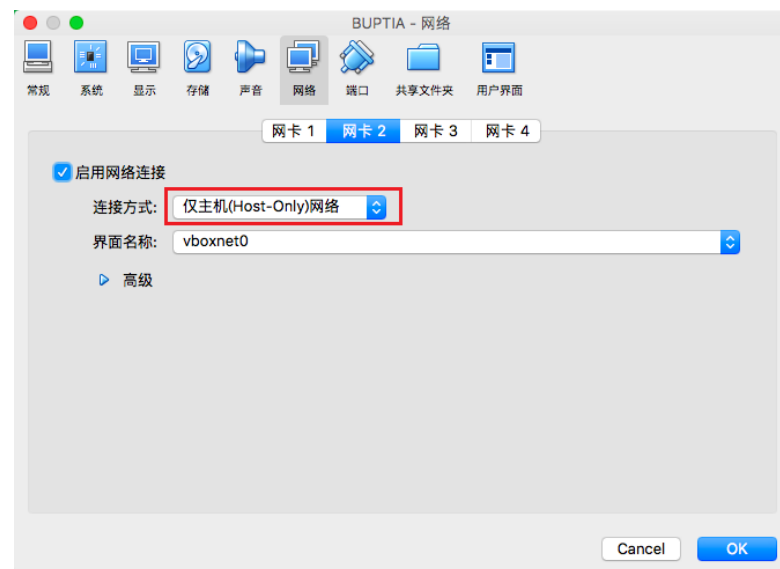 BUPTIA - 网络
常规 系统 显示 存储 声音 网络 端口 共享文件夹 用户界面
网卡 1 网卡 2 网卡 3 网卡 4
启用网络连接
连接方式: 仅主机(Host-Only)网络
界面名称: vboxnet0
高级
Cancel OK